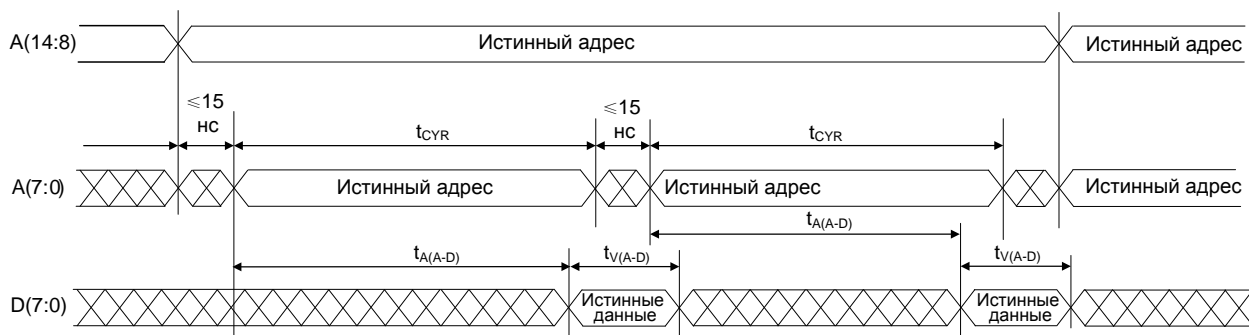 A(14:8)
Истинный адрес
Истинный адрес
≤15
нс
tCYR
≤15
нс
tCYR
A(7:0)
Истинный адрес
Истинный адрес
Истинный адрес
tA(A-D)
tV(A-D)
tA(A-D)
tV(A-D)
D(7:0)
Истинные
данные
Истинные
данные